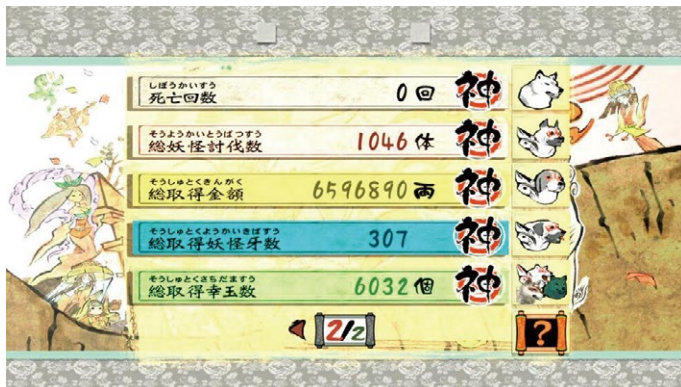 しぼうかいすう
死亡回数 0回 神
そうようかいとうばつすう
総妖怪討伐数 1046体 神
そうしゅとくきんがく
総取得金額 6596890両 神
そうしゅとくようかいきばすう
総取得妖怪牙数 307 神
そうしゅとくさちだますう
総取得幸玉数 6032個 神
2/2 ?